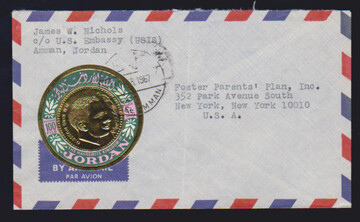 James W. Nichols
c/o U.S. Embassy (USIS)
Amman, Jordan
1967
AMMAN
Foster Parents' Plan, Inc.
352 Park Avenue South
New York, New York 10010
U. S. A.
100
JORDAN
BY AIR
PAR AVION